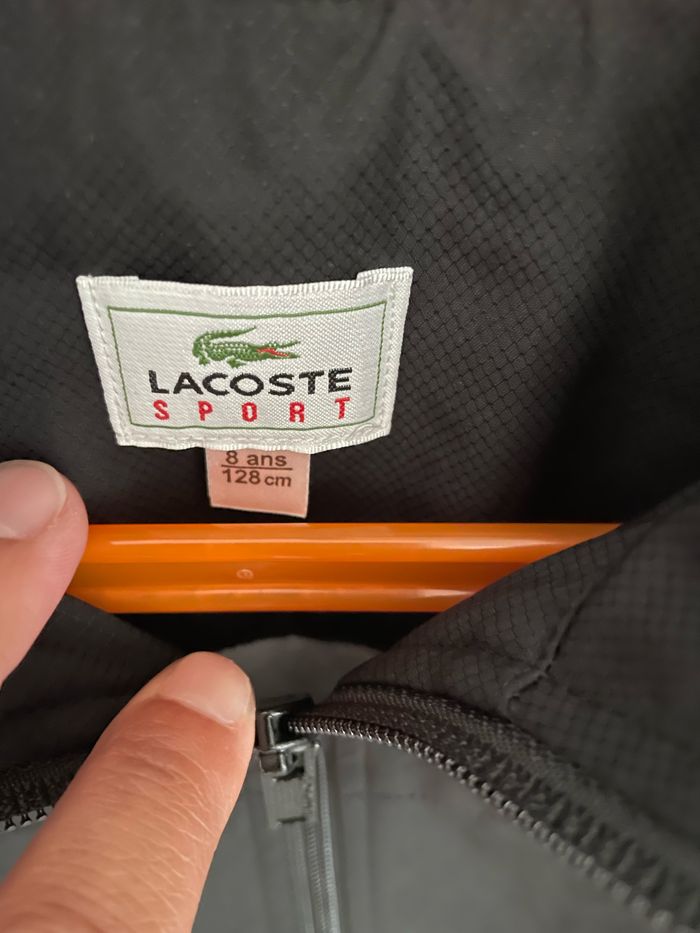 LACOSTE
SPORT
8 ans
128 cm